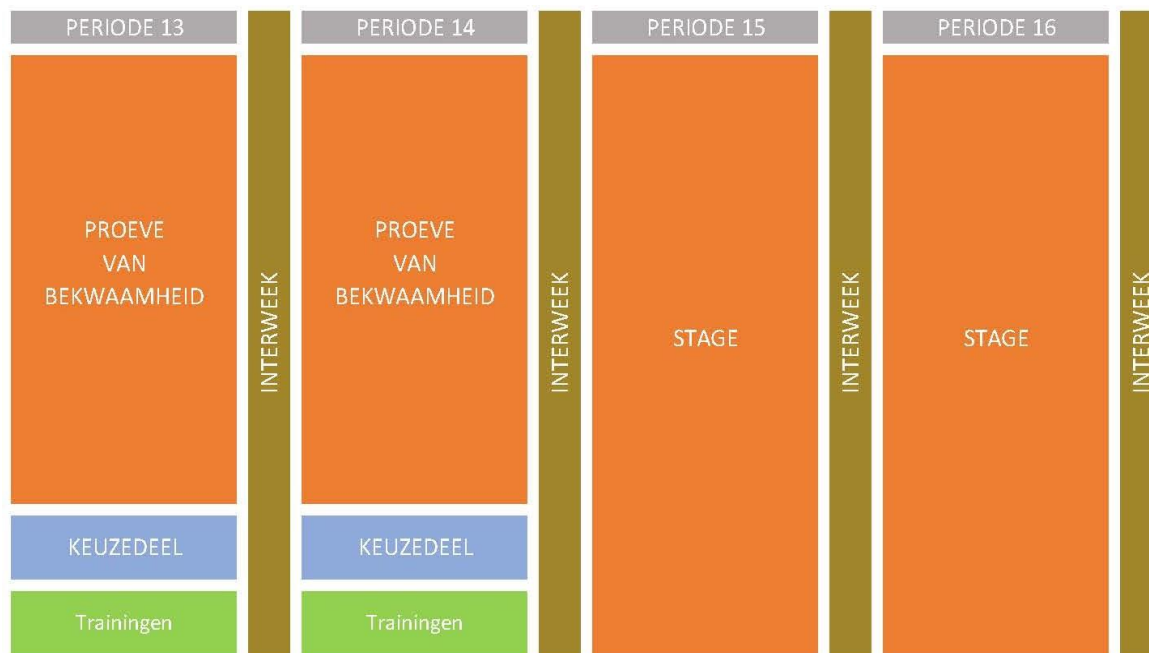 PERIODE 13
PERIODE 14
PERIODE 15
PERIODE 16
PROEVE
VAN
BEKWAAMHEID
KEUZEDEEL
Trainingen
INTERWEEK
PROEVE
VAN
BEKWAAMHEID
KEUZEDEEL
Trainingen
INTERWEEK
STAGE
INTERWEEK
STAGE
INTERWEEK